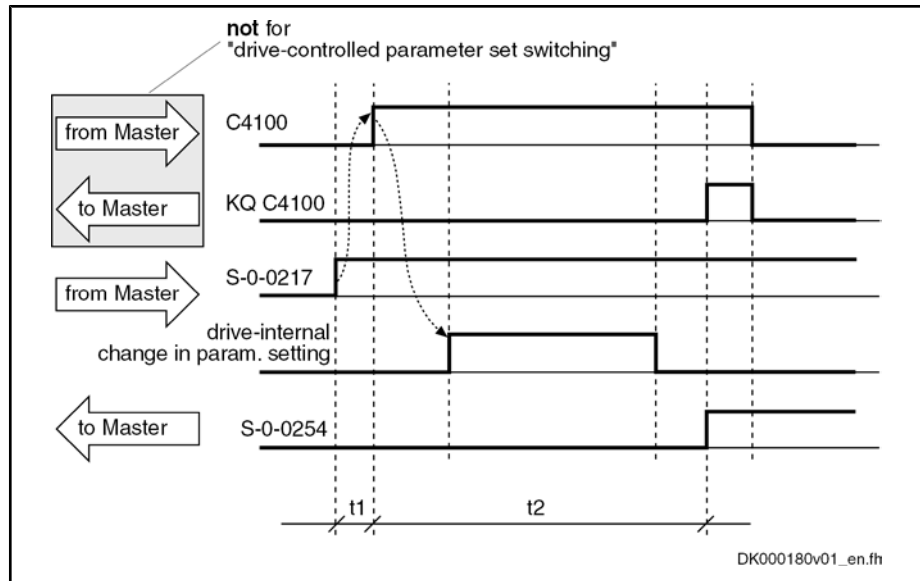 not for
"drive-controlled parameter set switching"
from Master
C4100
to Master
KQ C4100
from Master
S-0-0217
drive-internal
change in param. setting
to Master
S-0-0254
t1
t2
DK000180v01_en.fh